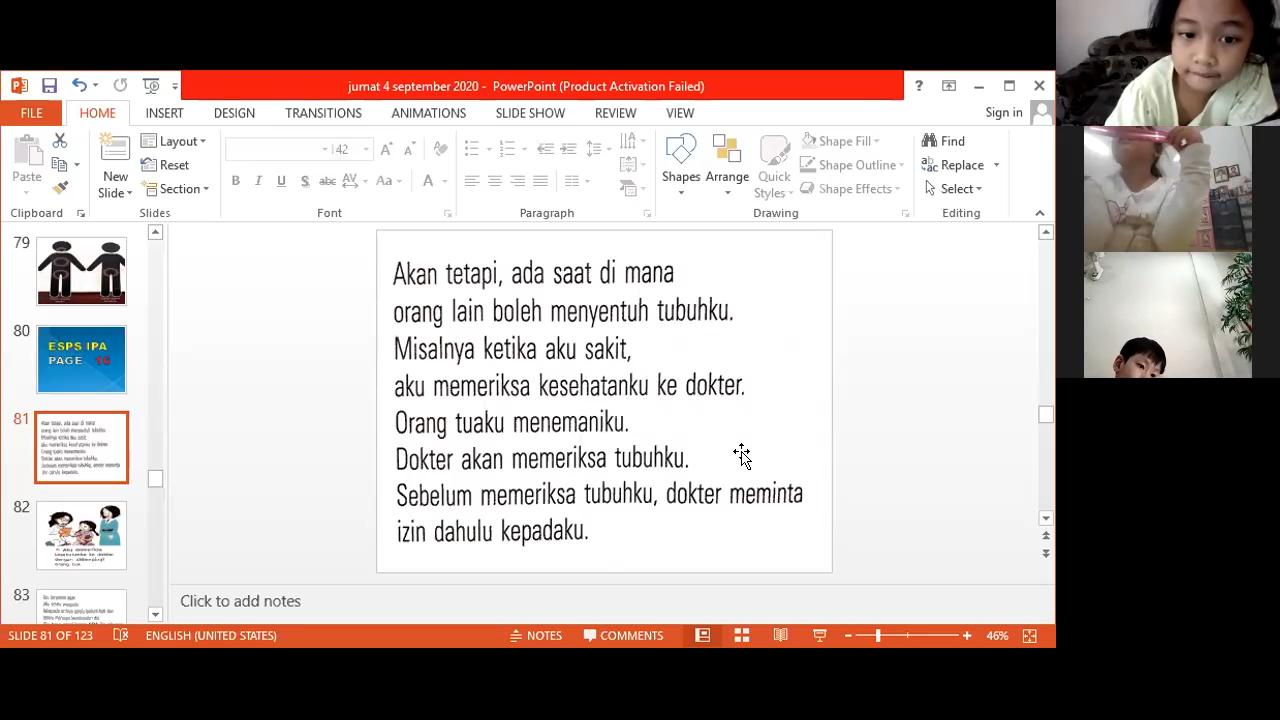 jumat 4 september 2020 - PowerPoint (Product Activation Failed)
FILE HOME INSERT DESIGN TRANSITIONS ANIMATIONS SLIDE SHOW REVIEW VIEW
Sign in
Paste
Clipboard
New
Slide
Layout
Reset
Section
Slides
42
Font
Paragraph
Shapes
Arrange
Quick
Styles
Shape Fill
Shape Outline
Shape Effects
Drawing
Find
Replace
Select
Editing
79
80
ESPS IPA
PAGE 16
81
82
83
Akan tetapi, ada saat di mana
orang lain boleh menyentuh tubuhku.
Misalnya ketika aku sakit,
aku memeriksa kesehatanku ke dokter.
Orang tuaku menemaniku.
Dokter akan memeriksa tubuhku.
Sebelum memeriksa tubuhku, dokter meminta
izin dahulu kepadaku.
Click to add notes
SLIDE 81 OF 123
ENGLISH (UNITED STATES)
NOTES
COMMENTS
46%